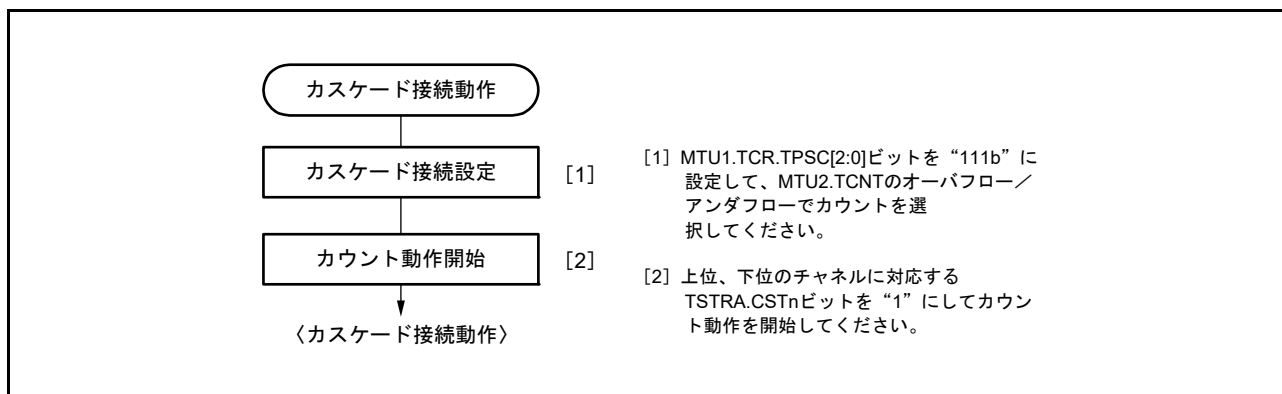 カスケード接続動作
カスケード接続設定 [1]
カウント動作開始 [2]
〈カスケード接続動作〉
[1] MTU1.TCR.TPSC[2:0]ビットを“111b”に
設定して、MTU2.TCNTのオーバフロー／
アンダフローでカウントを選
択してください。
[2] 上位、下位のチャネルに対応する
TSTRA.CSTnビットを“1”にしてカウン
ト動作を開始してください。